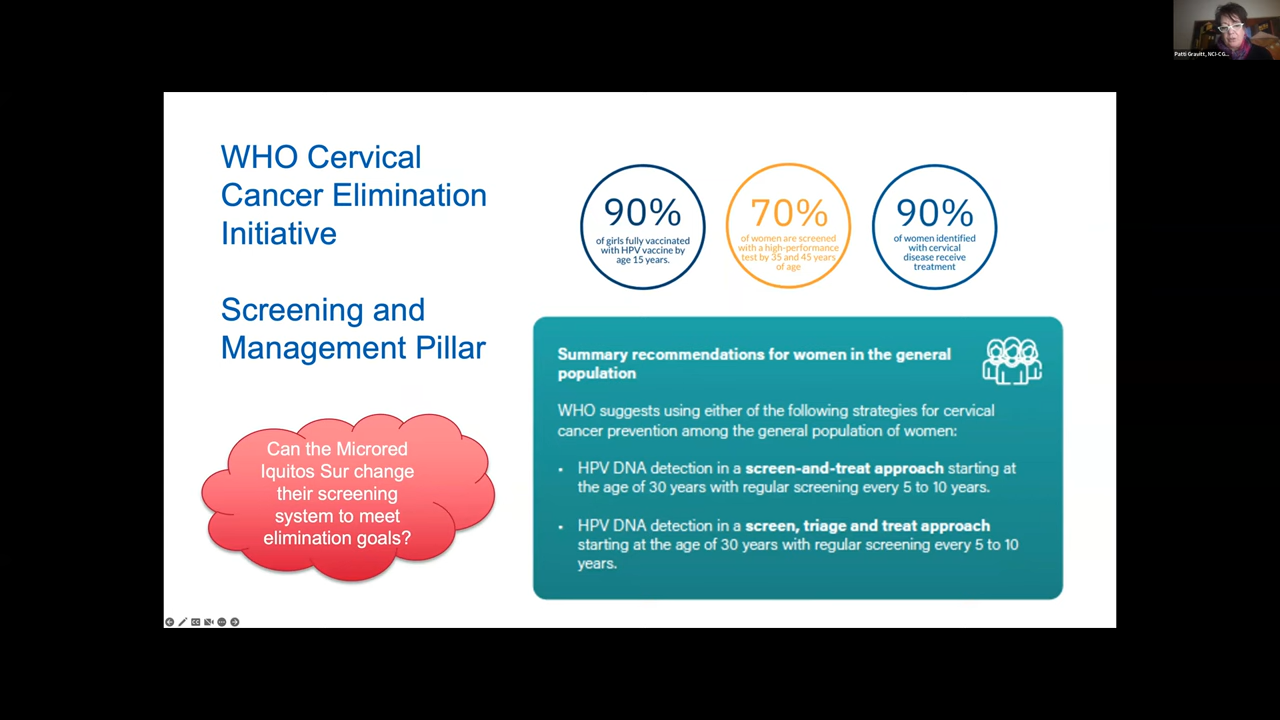 Patti Gravitt, NCI-CG...
WHO Cervical
Cancer Elimination
Initiative
Screening and
Management Pillar
90%
of girls fully vaccinated
with HPV vaccine by
age 15 years.
70%
of women are screened
with a high-performance
test by 35 and 45 years
of age
90%
of women identified
with cervical
disease receive
treatment
Can the Microred
Iquitos Sur change
their screening
system to meet
elimination goals?
Summary recommendations for women in the general
population
WHO suggests using either of the following strategies for cervical
cancer prevention among the general population of women:
• HPV DNA detection in a screen-and-treat approach starting at
the age of 30 years with regular screening every 5 to 10 years.
• HPV DNA detection in a screen, triage and treat approach
starting at the age of 30 years with regular screening every 5 to 10
years.